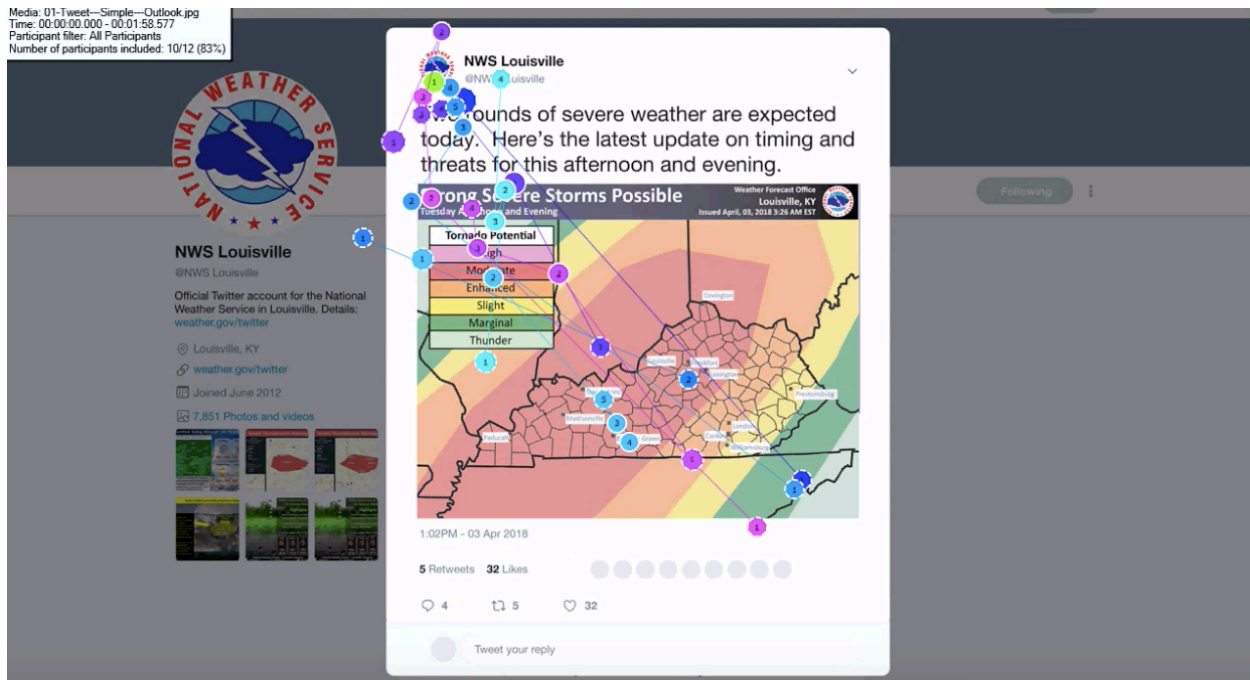 Media: 01-Tweet---Simple---Outlook.jpg
Time: 00:00:00.000 - 00:01:58.577
Participant filter: All Participants
Number of participants included: 10/12 (83%)
NATIONAL WEATHER SERVICE
NWS Louisville
@NWS Louisville
Official Twitter account for the National
Weather Service in Louisville. Details:
weather.gov/twitter
Louisville, KY
weather.gov/twitter
Joined June 2012
7,851 Photos and videos
Following
NWS Louisville
rounds of severe weather are expected
today. Here's the latest update on timing and
threats for this afternoon and evening.
Storms Possible
Tuesday and Evening
Weather Forecast Office
Louisville, KY
Issued April, 03, 2018 3:26 AM EST
Tornado Potential
Enhanced
Slight
Marginal
Thunder
Covington
Prestonsburg
London
Williamsburg
Paducah
Madisonville
Green
1:02PM - 03 Apr 2018
5 Retweets 32 Likes
4 5 32
Tweet your reply